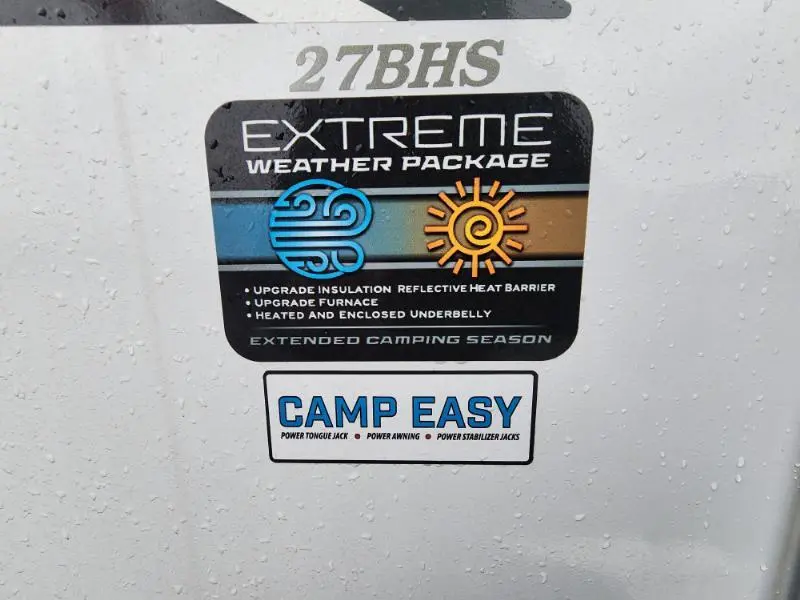 27BHS
EXTREME
WEATHER PACKAGE
• UPGRADE INSULATION REFLECTIVE HEAT BARRIER
• UPGRADE FURNACE
• HEATED AND ENCLOSED UNDERBELLY
EXTENDED CAMPING SEASON
CAMP EASY
POWER TONGUE JACK • POWER AWNING • POWER STABILIZER JACKS